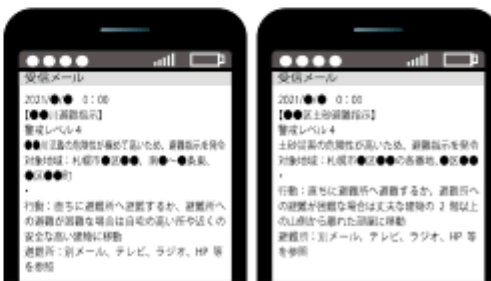 受信メール
2021/●/● 0:00
【●●川避難指示】
警戒レベル4
●●川氾濫の危険性が極めて高いため、避難指示を発令
対象地域:札幌市●区●●、南●～●条東、
●区●●町
・
行動:直ちに避難所へ避難するか、避難所へ
の避難が困難な場合は自宅の高い所や近くの
安全な高い建物に移動
避難所:別メール、テレビ、ラジオ、HP 等
を参照
受信メール
2021/●/● 0:00
【●●区土砂避難指示】
警戒レベル4
土砂災害の危険性が高いため、避難指示を発令
対象地域:札幌市●区●●の各番地、●区●●
・
行動:直ちに避難所へ避難するか、避難所へ
の避難が困難な場合は丈夫な建物の 2 階以上
の山側から離れた部屋に移動
避難所:別メール、テレビ、ラジオ、HP 等
を参照